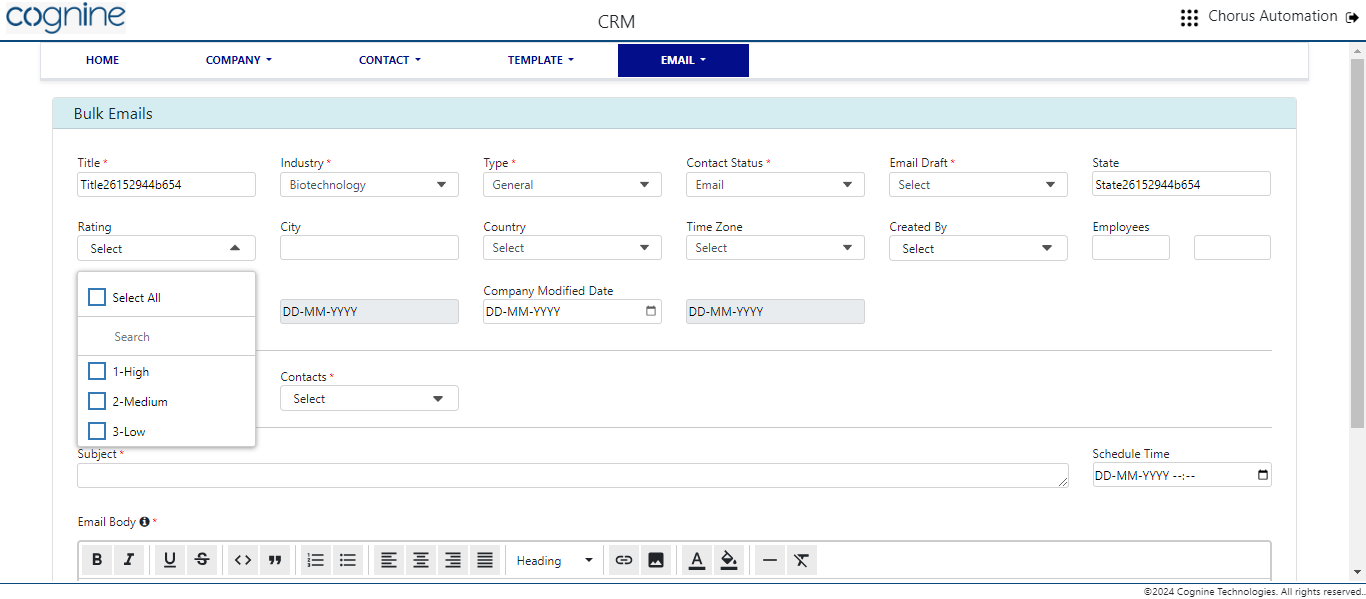 cognine
CRM
Chorus Automation
HOME COMPANY CONTACT TEMPLATE EMAIL
Bulk Emails
Title * Industry * Type * Contact Status * Email Draft * State
Title26152944b654 Biotechnology General Email Select State26152944b654
Rating City Country Time Zone Created By Employees
Select Select Select Select
Company Modified Date
Select All DD-MM-YYYY DD-MM-YYYY DD-MM-YYYY
Search
1-High Contacts *
2-Medium Select
3-Low
Subject * Schedule Time
DD-MM-YYYY --:--
Email Body *
B I U S Heading A
©2024 Cognine Technologies. All rights reserved.